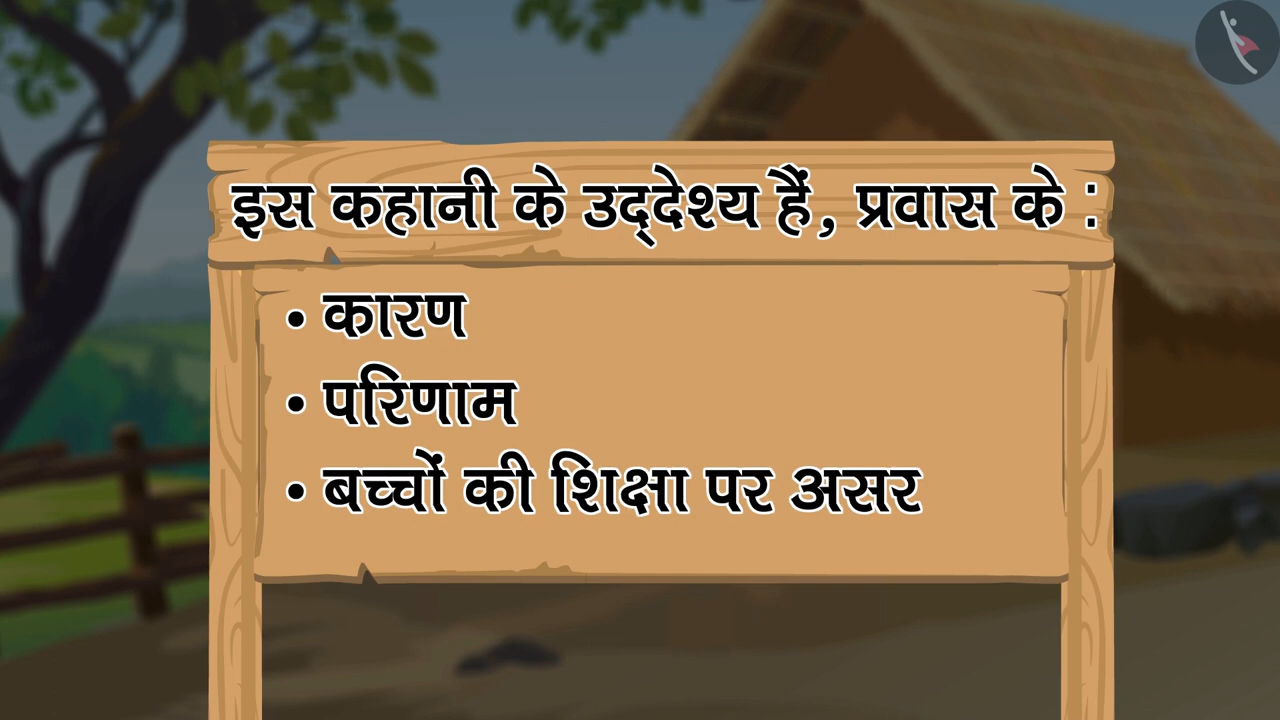 इस कहानी के उद्देश्य हैं, प्रवास के :
• कारण
• परिणाम
• बच्चों की शिक्षा पर असर